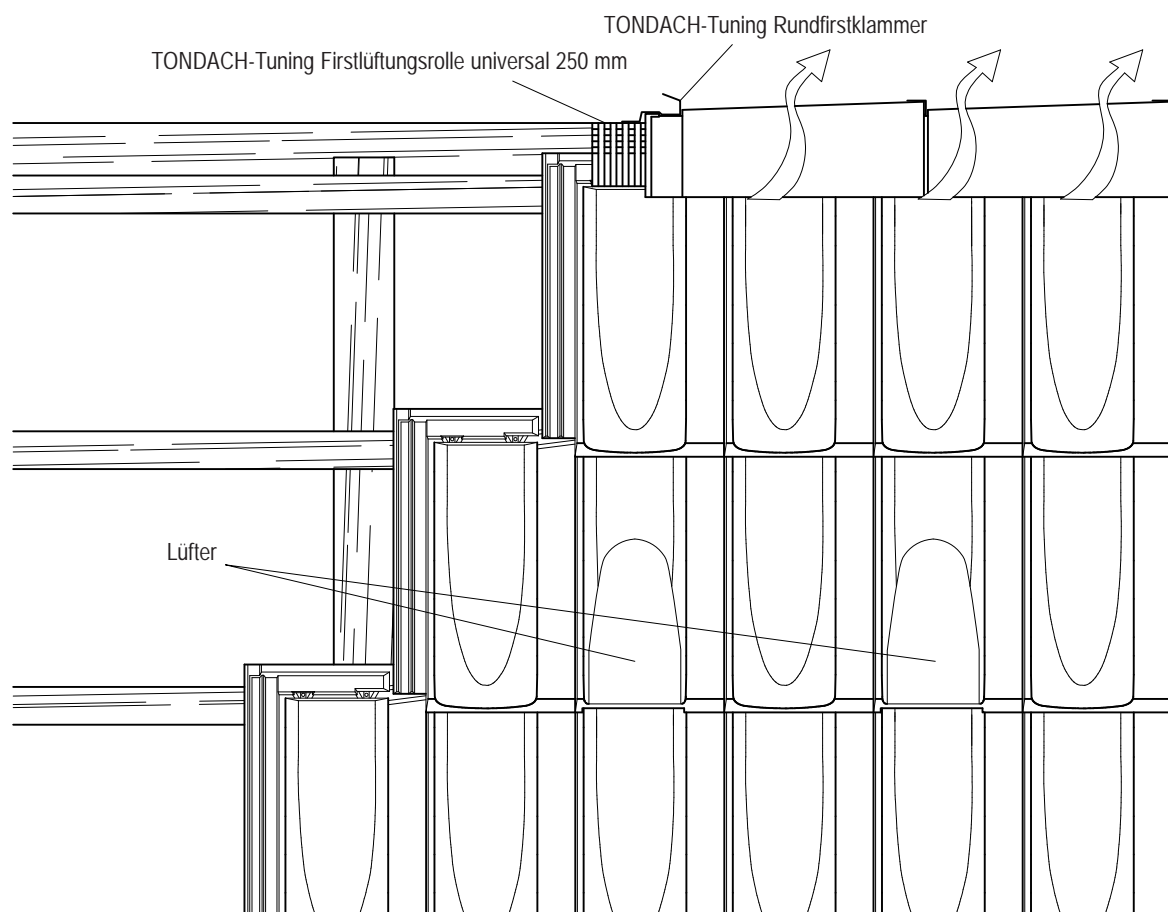 TONDACH-Tuning Rundfirstklammer
TONDACH-Tuning Firstlüftungsrolle universal 250 mm
Lüfter